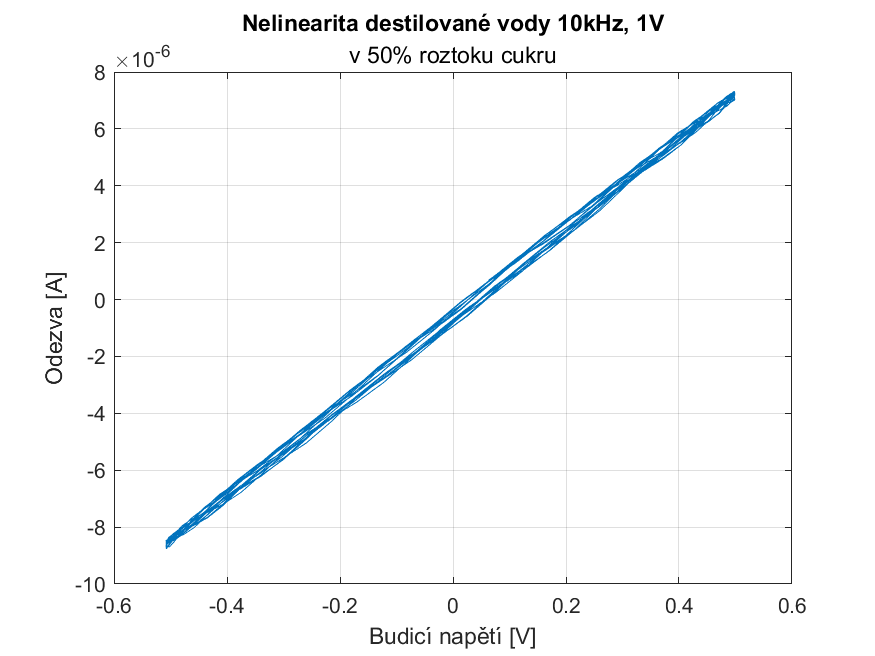 Nelinearita destilované vody 10kHz, 1V
v 50% roztoku cukru
×10⁻⁶
8
6
4
2
0
-2
-4
-6
-8
-10
-0.6 -0.4 -0.2 0 0.2 0.4 0.6
Odezva [A]
Budicí napětí [V]